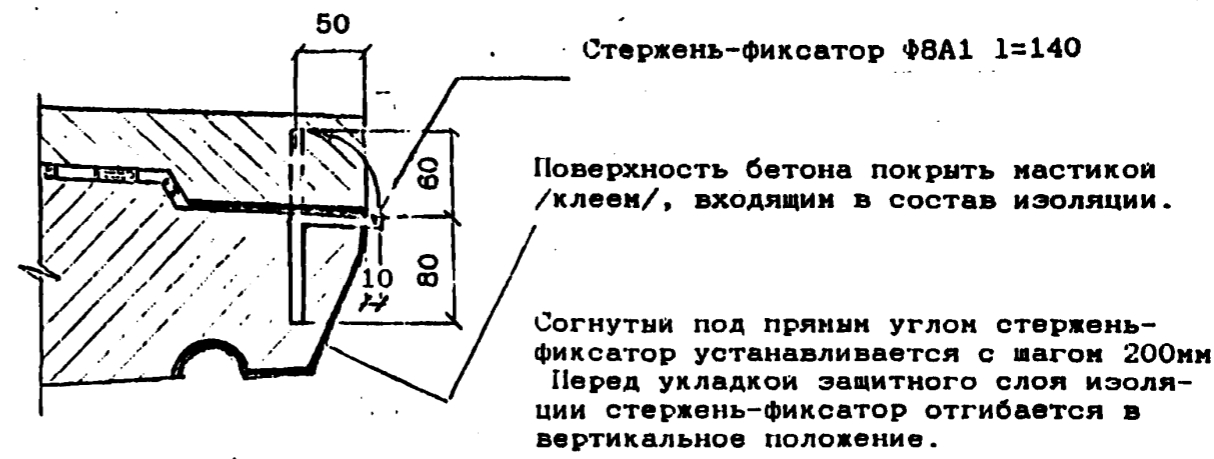 50
Стержень-фиксатор Ф8А1 l=140
60
Поверхность бетона покрыть мастикой
/клеем/, входящим в состав изоляции.
10
80
Согнутый под прямым углом стержень-
фиксатор устанавливается с шагом 200мм
Перед укладкой защитного слоя изоля-
ции стержень-фиксатор отгибается в
вертикальное положение.